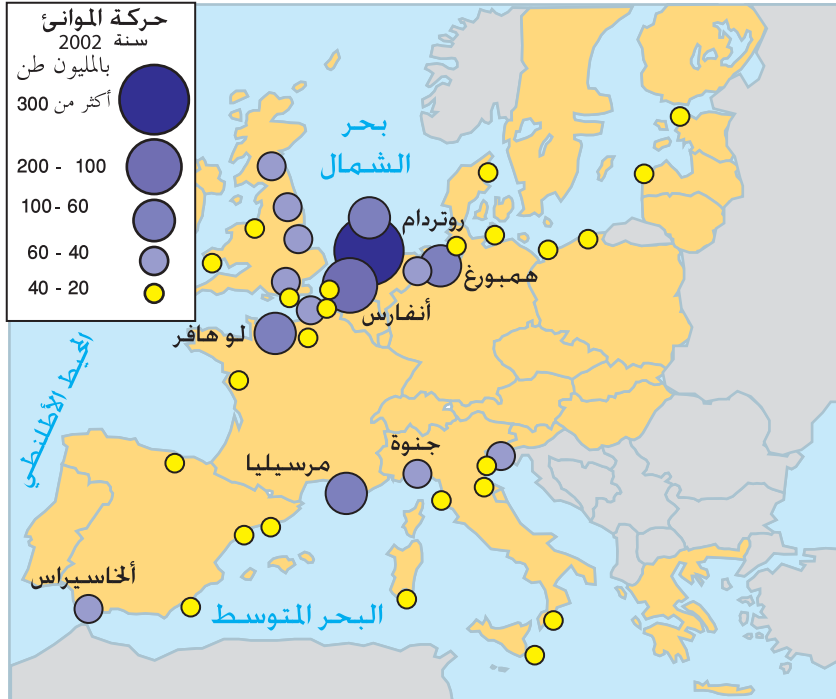 حركة الموانئ
سنة 2002
بالمليون طن
أكثر من 300
200 - 100
100 - 60
60 - 40
40 - 20
بحر
الشمال
روتردام
همبورغ
أنفارس
لو هافر
المحيط الأطلنطي
جنوة
مرسيليا
ألخاسيراس
البحر المتوسط